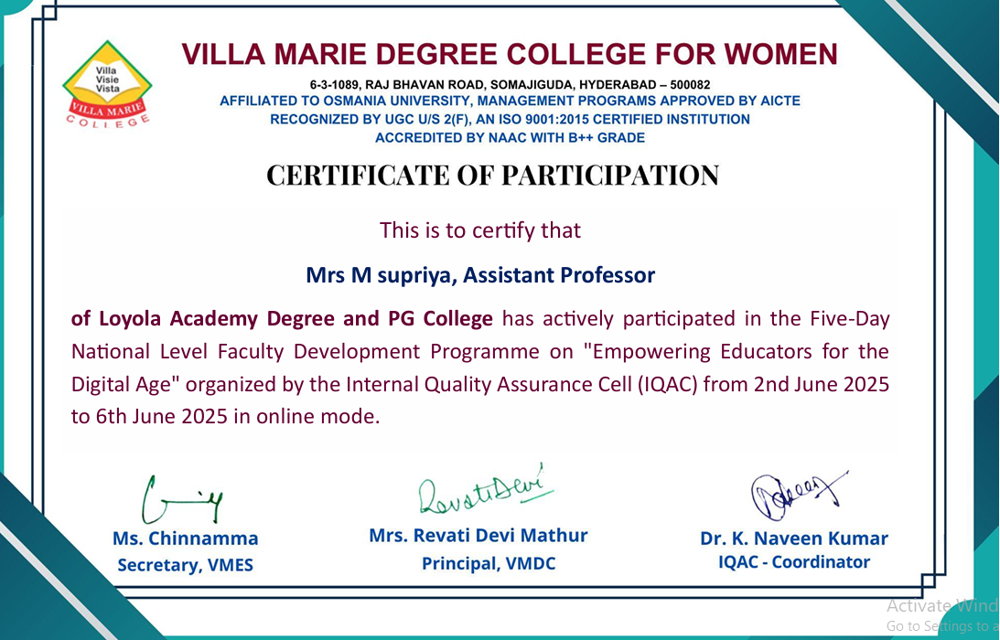 Villa
Visie
Vista
VILLA MARIE
COLLEGE
VILLA MARIE DEGREE COLLEGE FOR WOMEN
6-3-1089, RAJ BHAVAN ROAD, SOMAJIGUDA, HYDERABAD – 500082
AFFILIATED TO OSMANIA UNIVERSITY, MANAGEMENT PROGRAMS APPROVED BY AICTE
RECOGNIZED BY UGC U/S 2(F), AN ISO 9001:2015 CERTIFIED INSTITUTION
ACCREDITED BY NAAC WITH B++ GRADE
CERTIFICATE OF PARTICIPATION
This is to certify that
Mrs M supriya, Assistant Professor
of Loyola Academy Degree and PG College has actively participated in the Five-Day
National Level Faculty Development Programme on "Empowering Educators for the
Digital Age" organized by the Internal Quality Assurance Cell (IQAC) from 2nd June 2025
to 6th June 2025 in online mode.
RevatiDevi
Ms. Chinnamma
Secretary, VMES
Mrs. Revati Devi Mathur
Principal, VMDC
Dr. K. Naveen Kumar
IQAC - Coordinator
Activate Wind
Go to Settings to a